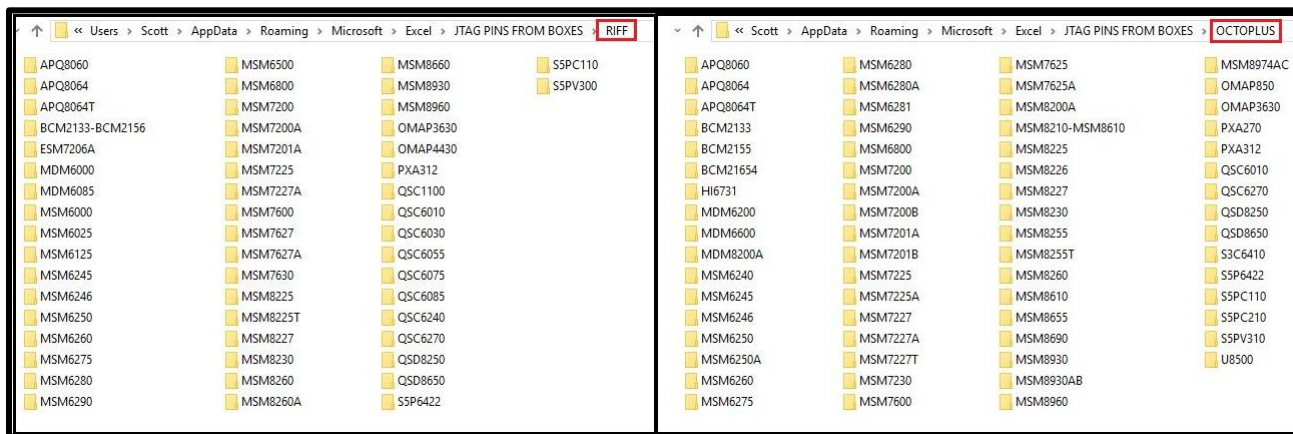 « Users › Scott › AppData › Roaming › Microsoft › Excel › JTAG PINS FROM BOXES › RIFF
APQ8060 MSM6500 MSM8660 S5PC110
APQ8064 MSM6800 MSM8930 S5PV300
APQ8064T MSM7200 MSM8960
BCM2133-BCM2156 MSM7200A OMAP3630
ESM7206A MSM7201A OMAP4430
MDM6000 MSM7225 PXA312
MDM6085 MSM7227A QSC1100
MSM6000 MSM7600 QSC6010
MSM6025 MSM7627 QSC6030
MSM6125 MSM7627A QSC6055
MSM6245 MSM7630 QSC6075
MSM6246 MSM8225 QSC6085
MSM6250 MSM8225T QSC6240
MSM6260 MSM8227 QSC6270
MSM6275 MSM8230 QSD8250
MSM6280 MSM8260 QSD8650
MSM6290 MSM8260A S5P6422
« Scott › AppData › Roaming › Microsoft › Excel › JTAG PINS FROM BOXES › OCTOPLUS
APQ8060 MSM6280 MSM7625 MSM8974AC
APQ8064 MSM6280A MSM7625A OMAP850
APQ8064T MSM6281 MSM8200A OMAP3630
BCM2133 MSM6290 MSM8210-MSM8610 PXA270
BCM2155 MSM6800 MSM8225 PXA312
BCM21654 MSM7200 MSM8226 QSC6010
HI6731 MSM7200A MSM8227 QSC6270
MDM6200 MSM7200B MSM8230 QSD8250
MDM6600 MSM7201A MSM8255 QSD8650
MDM8200A MSM7201B MSM8255T S3C6410
MSM6240 MSM7225 MSM8260 S5P6422
MSM6245 MSM7225A MSM8610 S5PC110
MSM6246 MSM7227 MSM8655 S5PC210
MSM6250 MSM7227A MSM8690 S5PV310
MSM6250A MSM7227T MSM8930 U8500
MSM6260 MSM7230 MSM8930AB
MSM6275 MSM7600 MSM8960